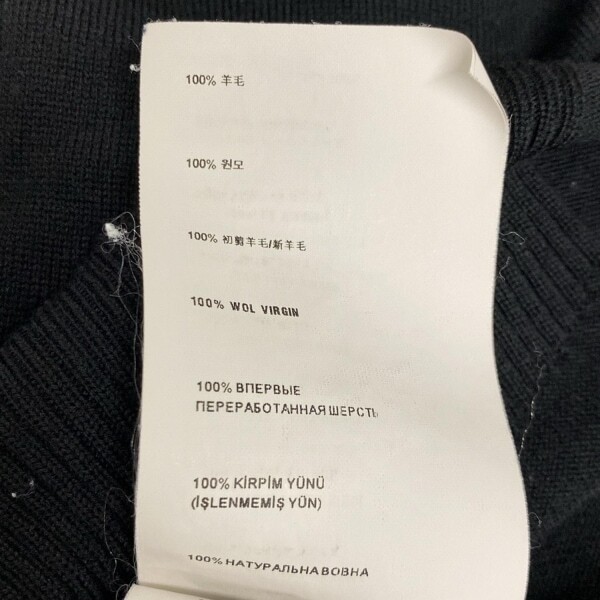 100% 羊毛
100% 원모
100% 初剪羊毛/新羊毛
100% WOL VIRGIN
100% ВПЕРВЫЕ
ПЕРЕРАБОТАННАЯ ШЕРСТЬ
100% KİRPİM YÜNÜ
(İŞLENMEMİŞ YÜN)
100% НАТУРАЛЬНА ВОВНА